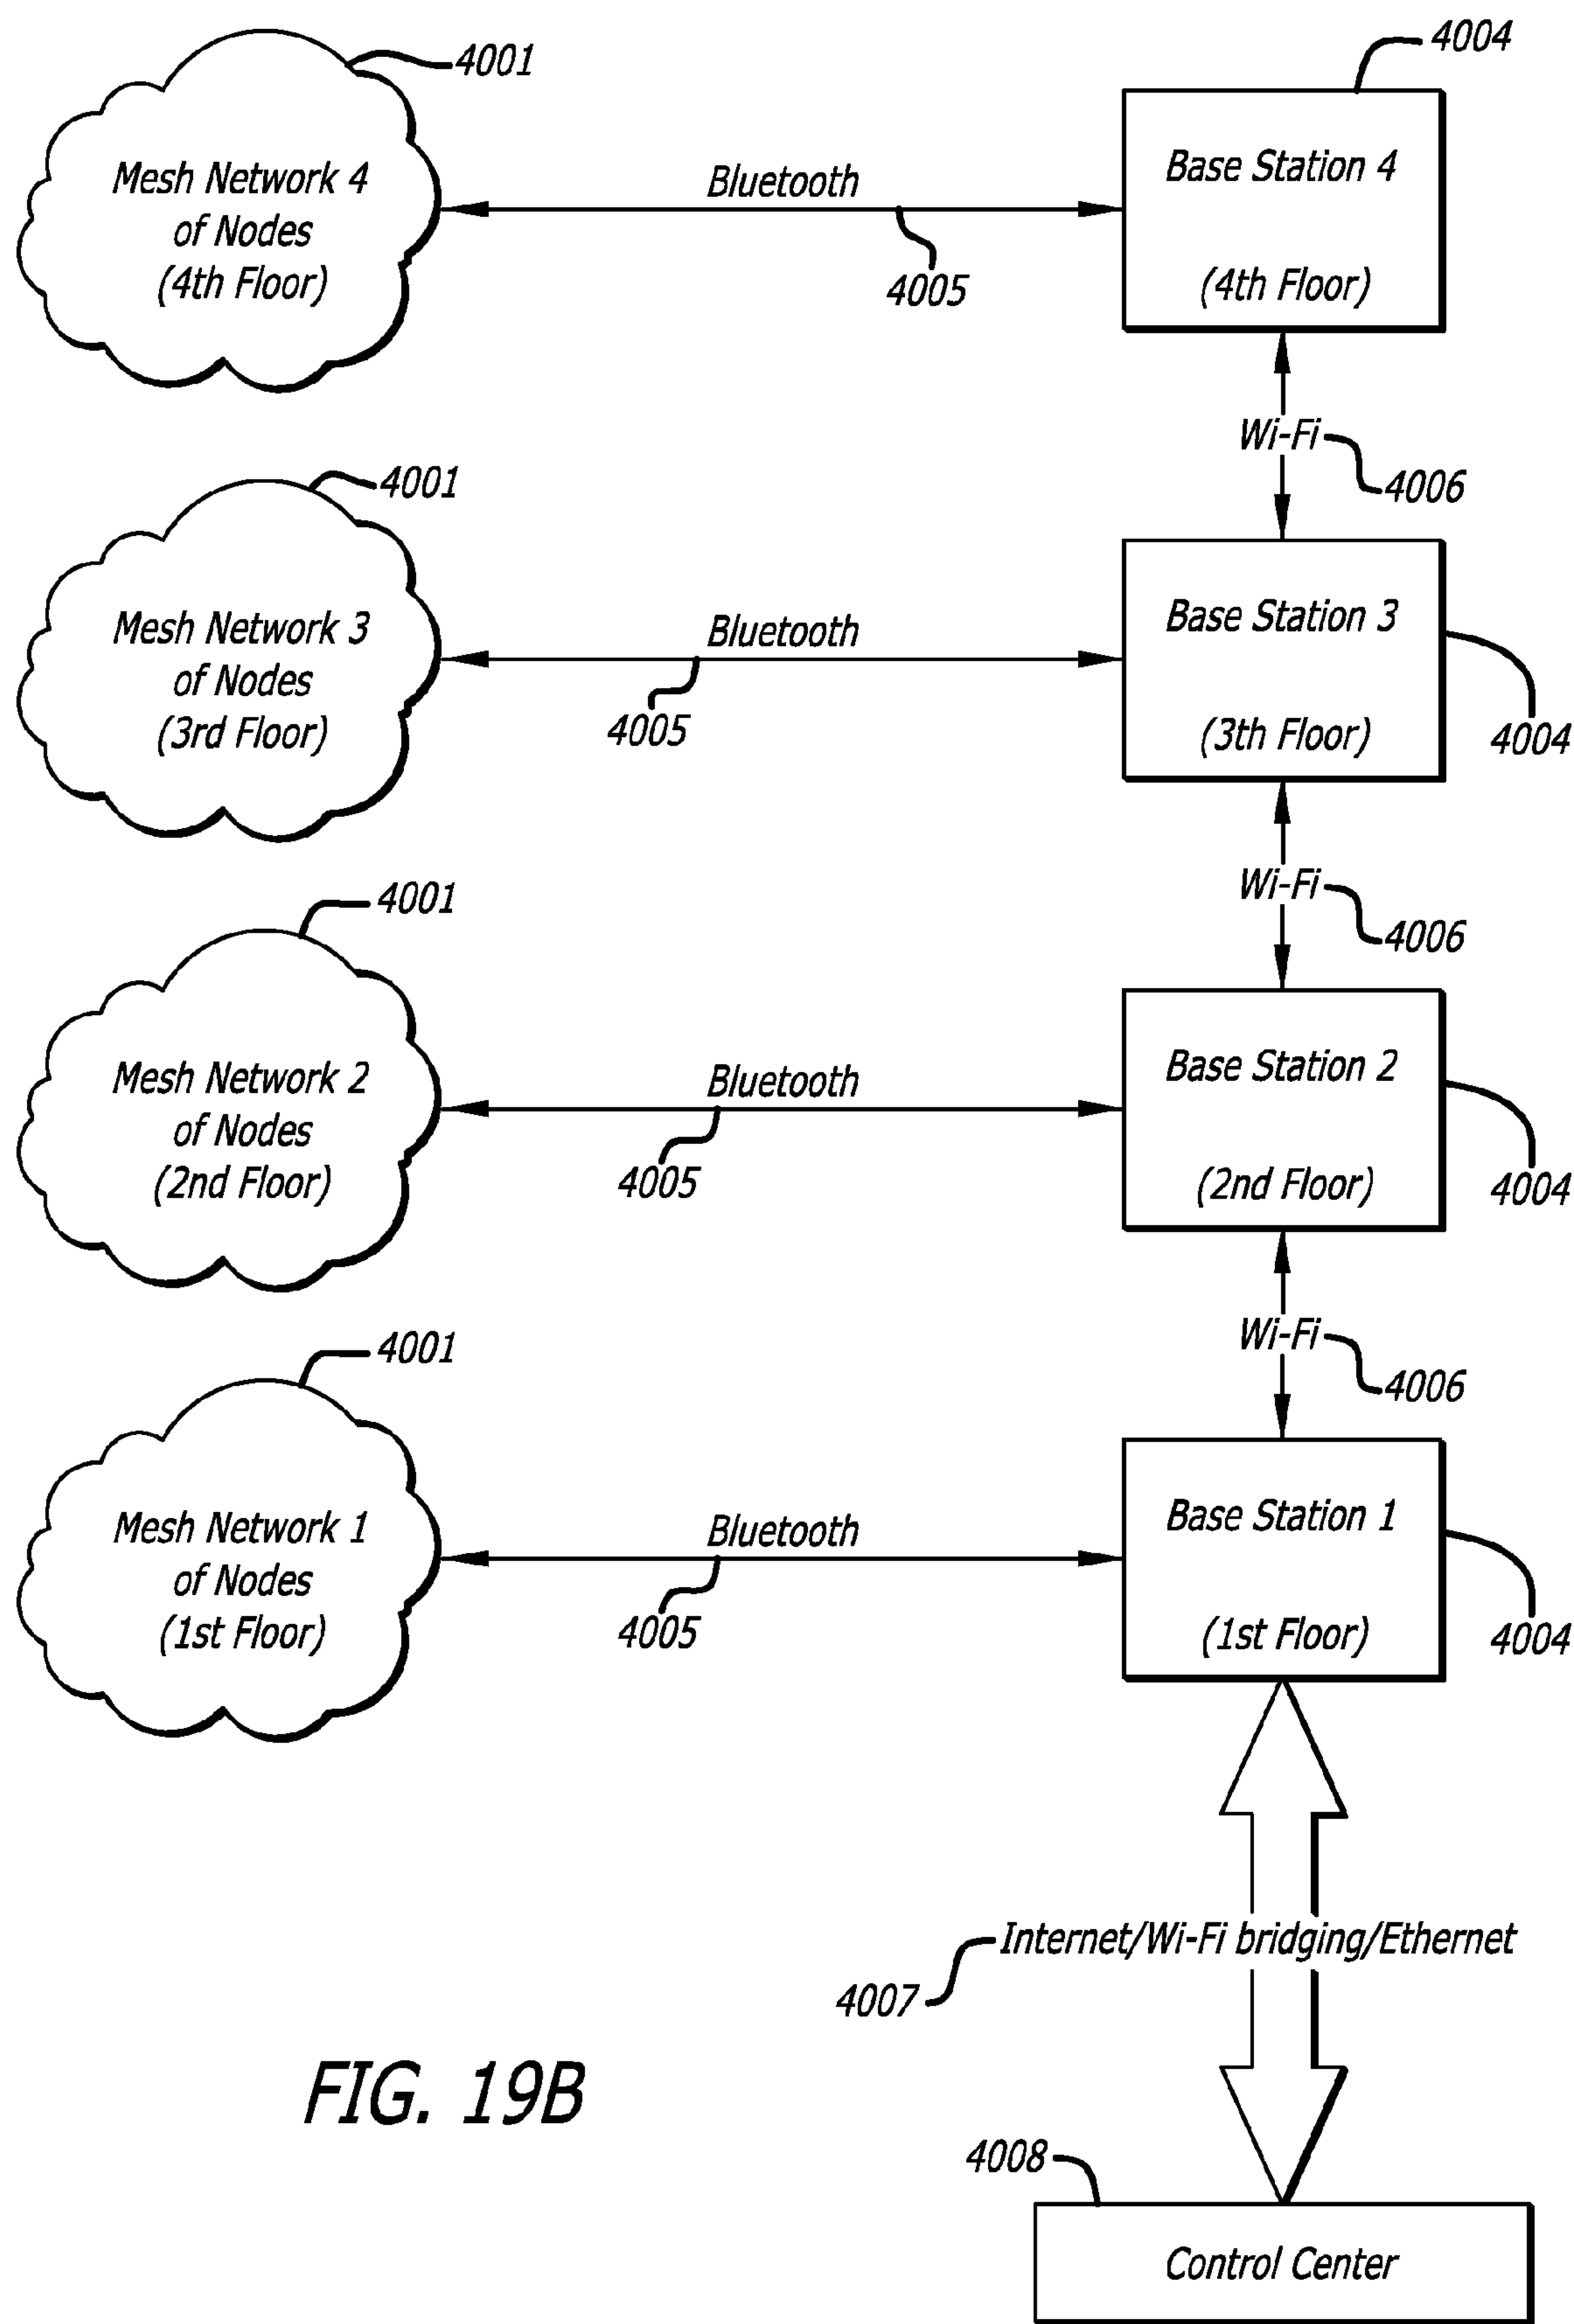 4001
4004
Mesh Network 4
of Nodes
(4th Floor)
Bluetooth
4005
Base Station 4
(4th Floor)
Wi-Fi
4006
4001
Mesh Network 3
of Nodes
(3rd Floor)
Bluetooth
4005
Base Station 3
(3th Floor)
4004
Wi-Fi
4006
4001
Mesh Network 2
of Nodes
(2nd Floor)
Bluetooth
4005
Base Station 2
(2nd Floor)
4004
Wi-Fi
4006
4001
Mesh Network 1
of Nodes
(1st Floor)
Bluetooth
4005
Base Station 1
(1st Floor)
4004
Internet/Wi-Fi bridging/Ethernet
4007
FIG. 19B
4008
Control Center